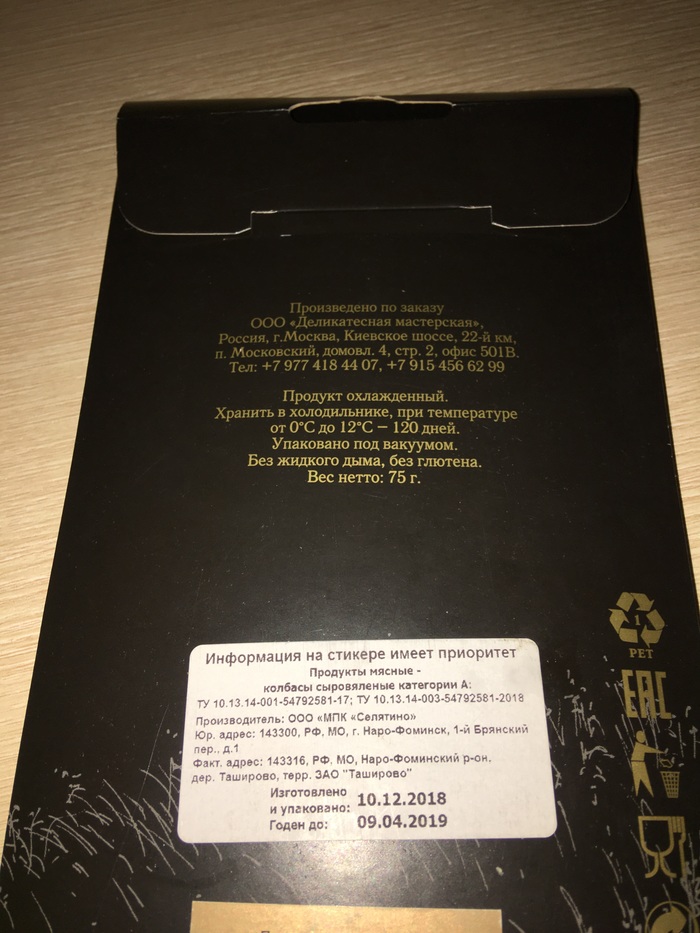 Произведено по заказу
ООО «Деликатесная мастерская»,
Россия, г.Москва, Киевское шоссе, 22-й км,
п. Московский, домовл. 4, стр. 2, офис 501В.
Тел: +7 977 418 44 07, +7 915 456 62 99
Продукт охлажденный.
Хранить в холодильнике, при температуре
от 0°С до 12°С – 120 дней.
Упаковано под вакуумом.
Без жидкого дыма, без глютена.
Вес нетто: 75 г.
1
PET
EAC
Информация на стикере имеет приоритет
Продукты мясные -
колбасы сыровяленые категории А:
ТУ 10.13.14-001-54792581-17; ТУ 10.13.14-003-54792581-2018
Производитель: ООО «МПК «Селятино»
Юр. адрес: 143300, РФ, МО, г. Наро-Фоминск, 1-й Брянский
пер., д.1
Факт. адрес: 143316, РФ, МО, Наро-Фоминский р-он,
дер. Таширово, терр. ЗАО "Таширово"
Изготовлено
и упаковано: 10.12.2018
Годен до: 09.04.2019